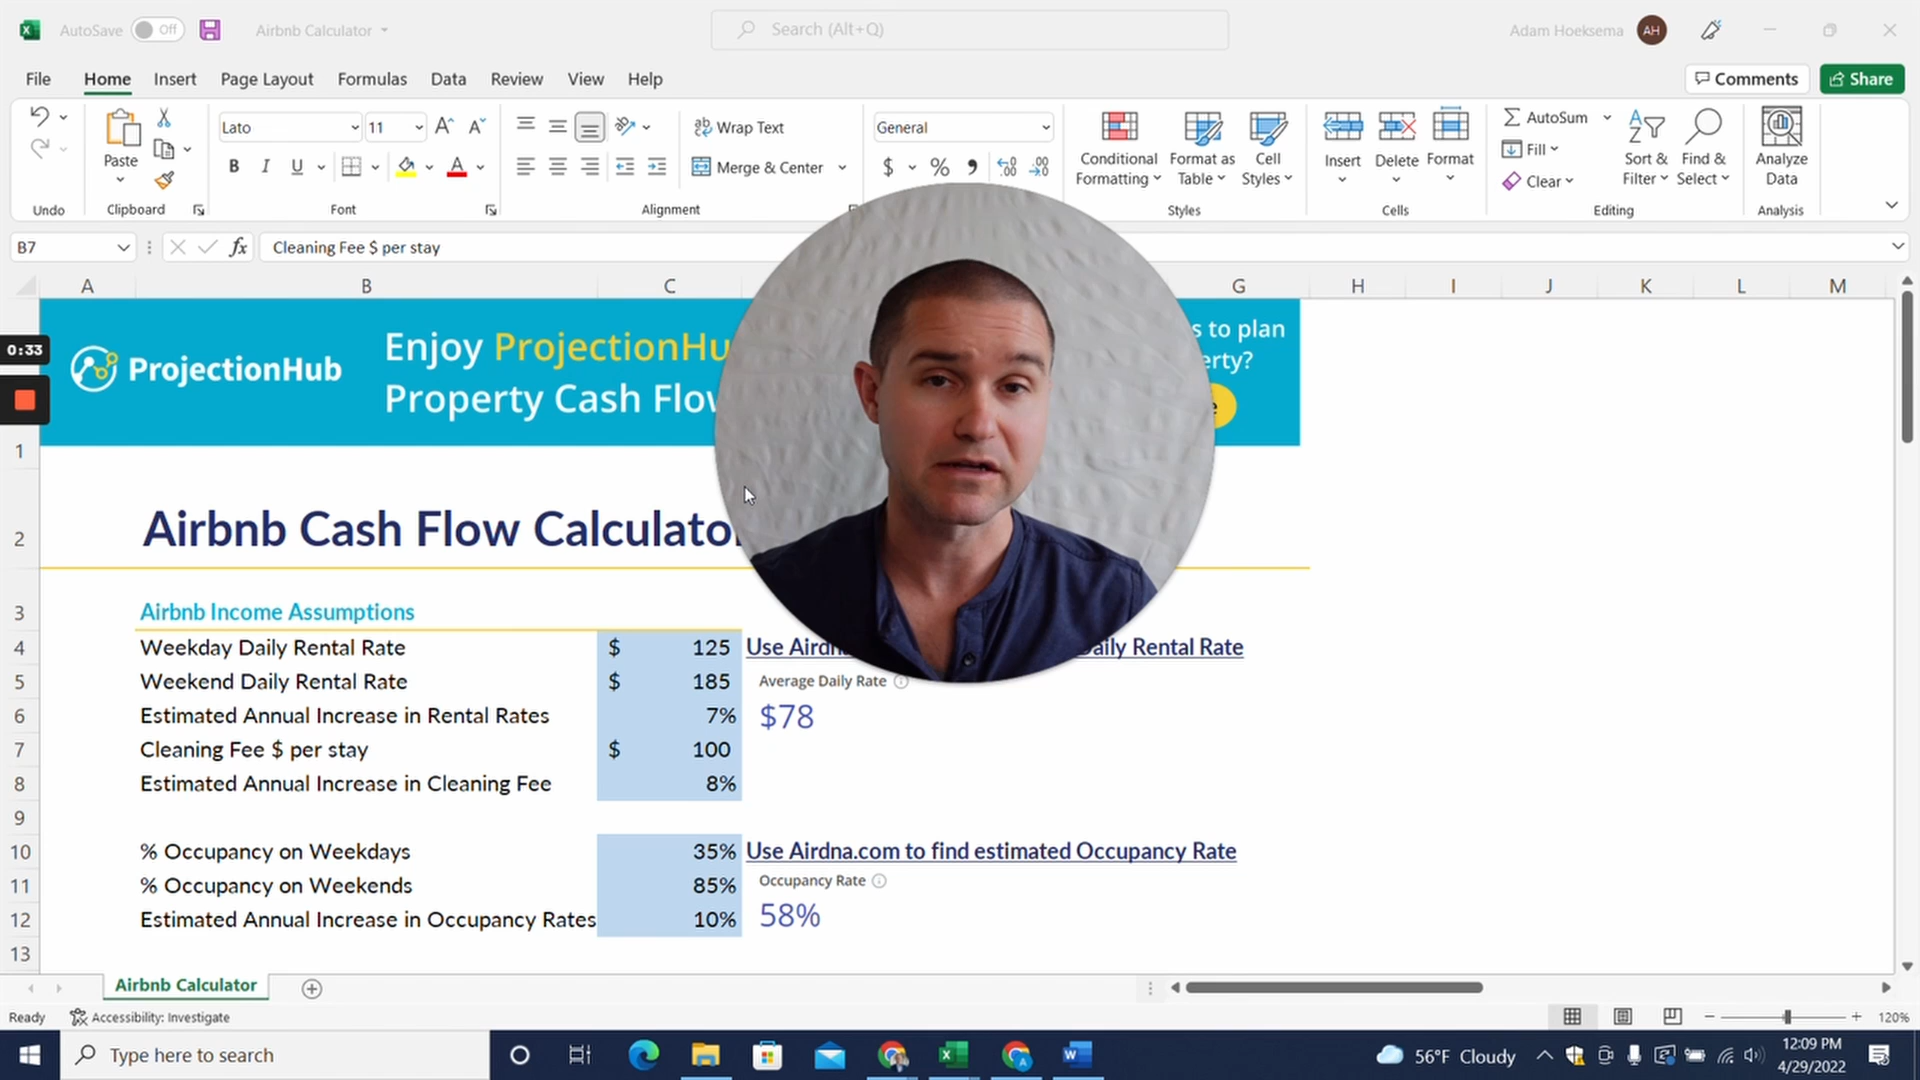 AutoSave Off Airbnb Calculator Search (Alt+Q) Adam Hoeksema AH
File Home Insert Page Layout Formulas Data Review View Help Comments Share
Lato 11 Wrap Text General AutoSum
Paste Merge & Center $ % Conditional Formatting Format as Table Cell Styles Insert Delete Format Fill Clear Sort & Filter Find & Select Analyze Data
B I U A
Undo Clipboard Font Alignment Styles Cells Editing Analysis
B7 fx Cleaning Fee $ per stay
A B C G H I J K L M
0:33
ProjectionHub
Enjoy
Property Cash
to plan
1
2 Airbnb Cash Flow
3 Airbnb Income Assumptions
4 Weekday Daily Rental Rate $ 125 Use Daily Rental Rate
5 Weekend Daily Rental Rate $ 185 Average Daily Rate
6 Estimated Annual Increase in Rental Rates 7% $78
7 Cleaning Fee $ per stay $ 100
8 Estimated Annual Increase in Cleaning Fee 8%
9
10 % Occupancy on Weekdays 35% Use Airdna.com to find estimated Occupancy Rate
11 % Occupancy on Weekends 85% Occupancy Rate
12 Estimated Annual Increase in Occupancy Rates 10% 58%
13
Airbnb Calculator
Ready Accessibility: Investigate 120%
Type here to search 56°F Cloudy 12:09 PM
4/29/2022